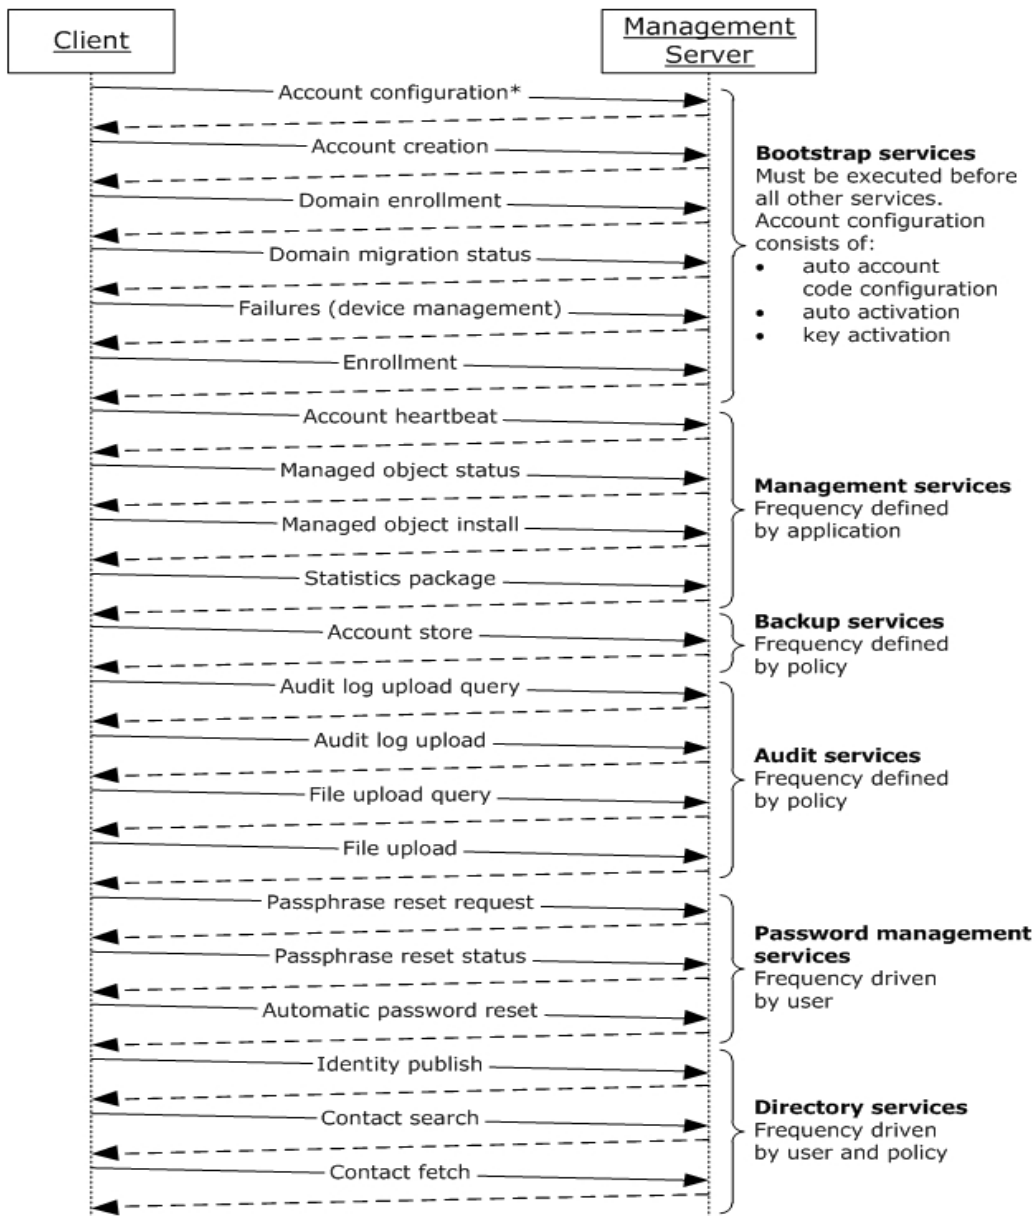 Client
Management
Server
Account configuration*
Account creation
Domain enrollment
Domain migration status
Failures (device management)
Enrollment
Bootstrap services
Must be executed before
all other services.
Account configuration
consists of:
• auto account
code configuration
• auto activation
• key activation
Account heartbeat
Managed object status
Managed object install
Statistics package
Management services
Frequency defined
by application
Account store
Backup services
Frequency defined
by policy
Audit log upload query
Audit log upload
File upload query
File upload
Audit services
Frequency defined
by policy
Passphrase reset request
Passphrase reset status
Automatic password reset
Password management
services
Frequency driven
by user
Identity publish
Contact search
Contact fetch
Directory services
Frequency driven
by user and policy